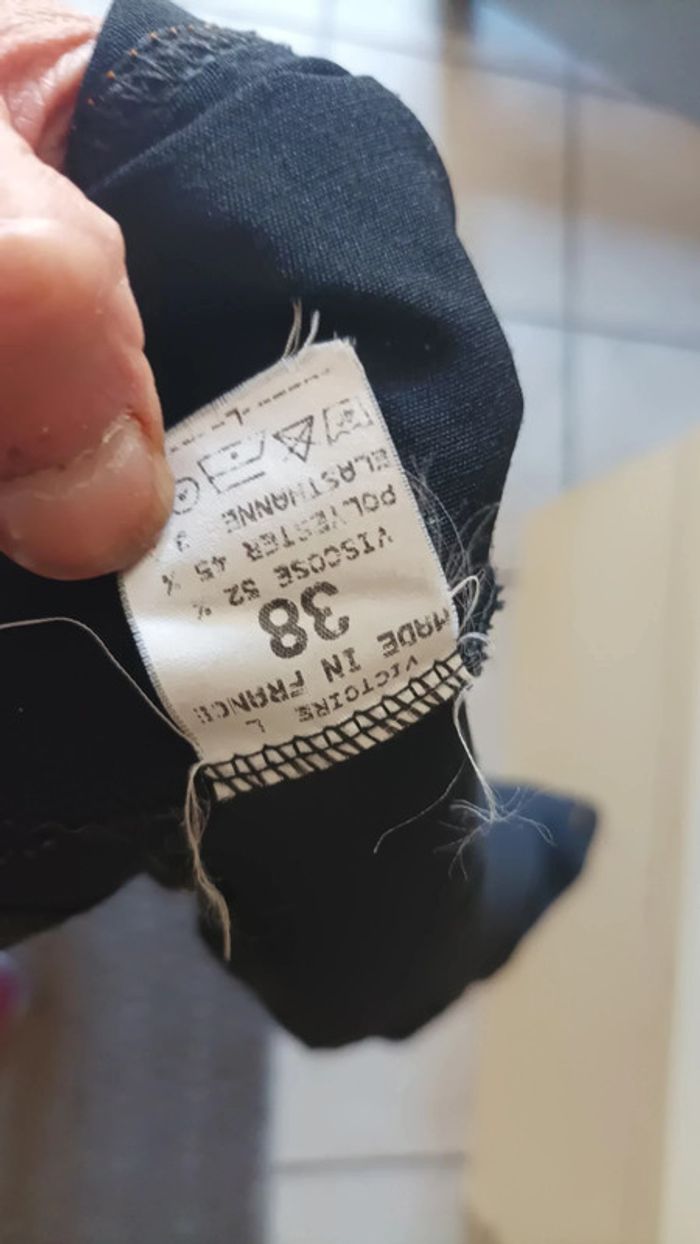 VICTOIRE L
MADE IN FRANCE
38
VISCOSE 52 %
POLYESTER 45 %
ELASTHANNE 3